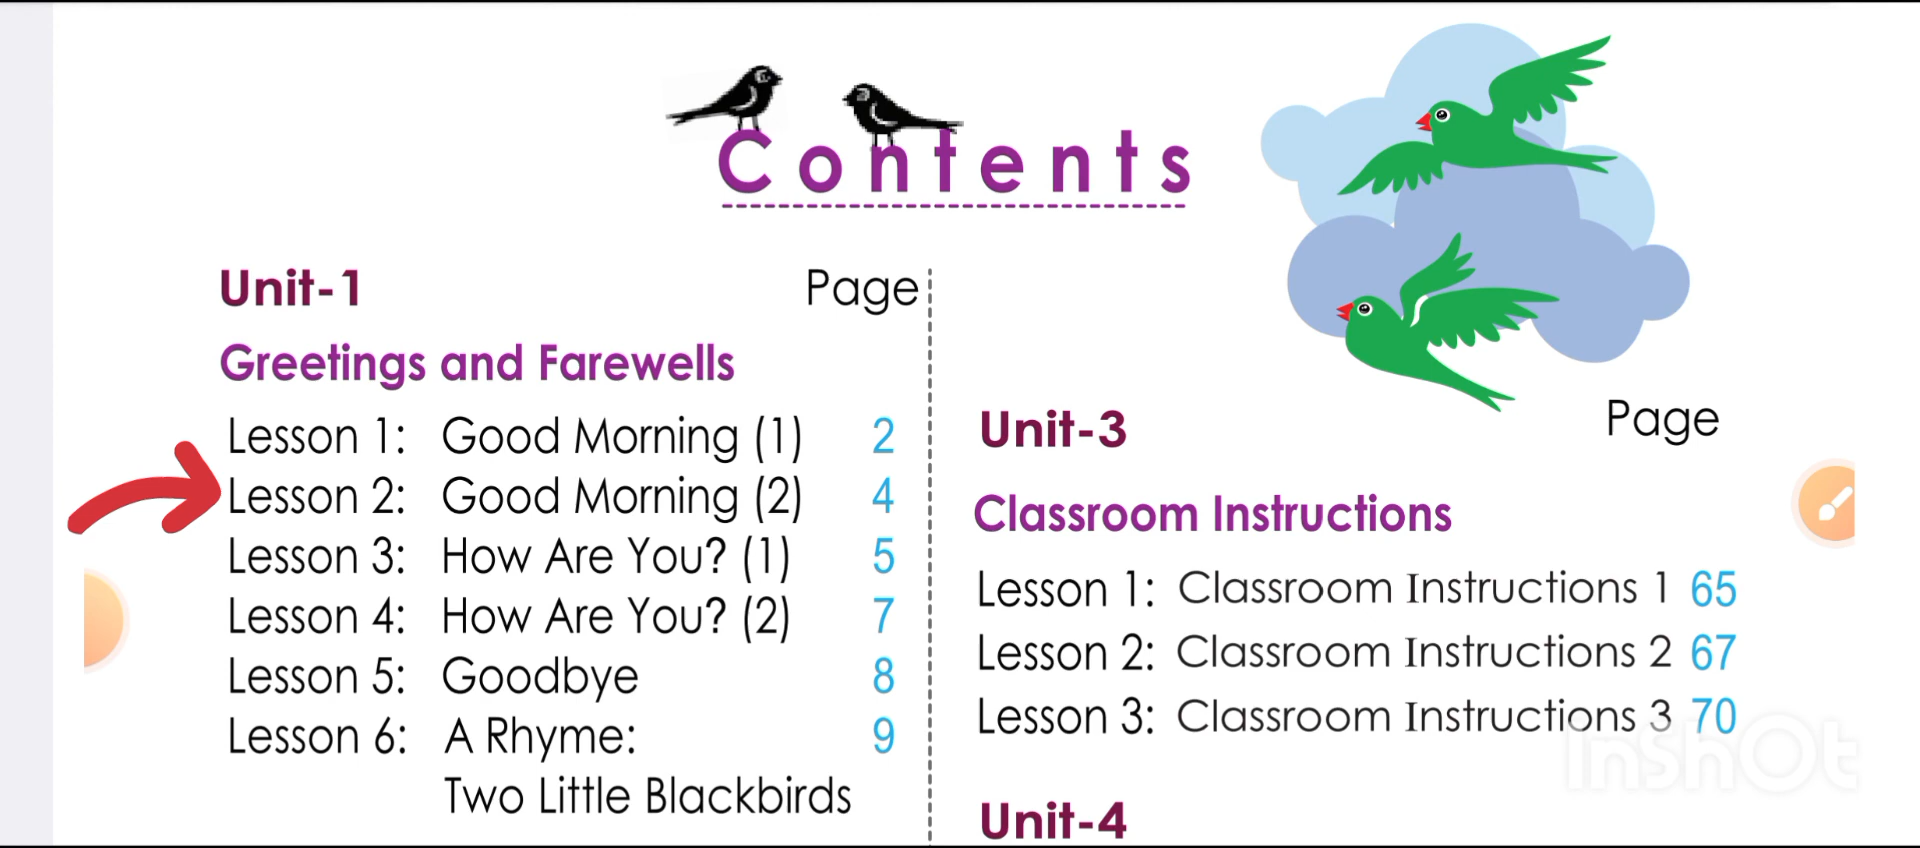 Contents
Unit-1 Page
Greetings and Farewells
Lesson 1: Good Morning (1) 2
Lesson 2: Good Morning (2) 4
Lesson 3: How Are You? (1) 5
Lesson 4: How Are You? (2) 7
Lesson 5: Goodbye 8
Lesson 6: A Rhyme: 9
Two Little Blackbirds
Unit-3 Page
Classroom Instructions
Lesson 1: Classroom Instructions 1 65
Lesson 2: Classroom Instructions 2 67
Lesson 3: Classroom Instructions 3 70
Unit-4
InShOt